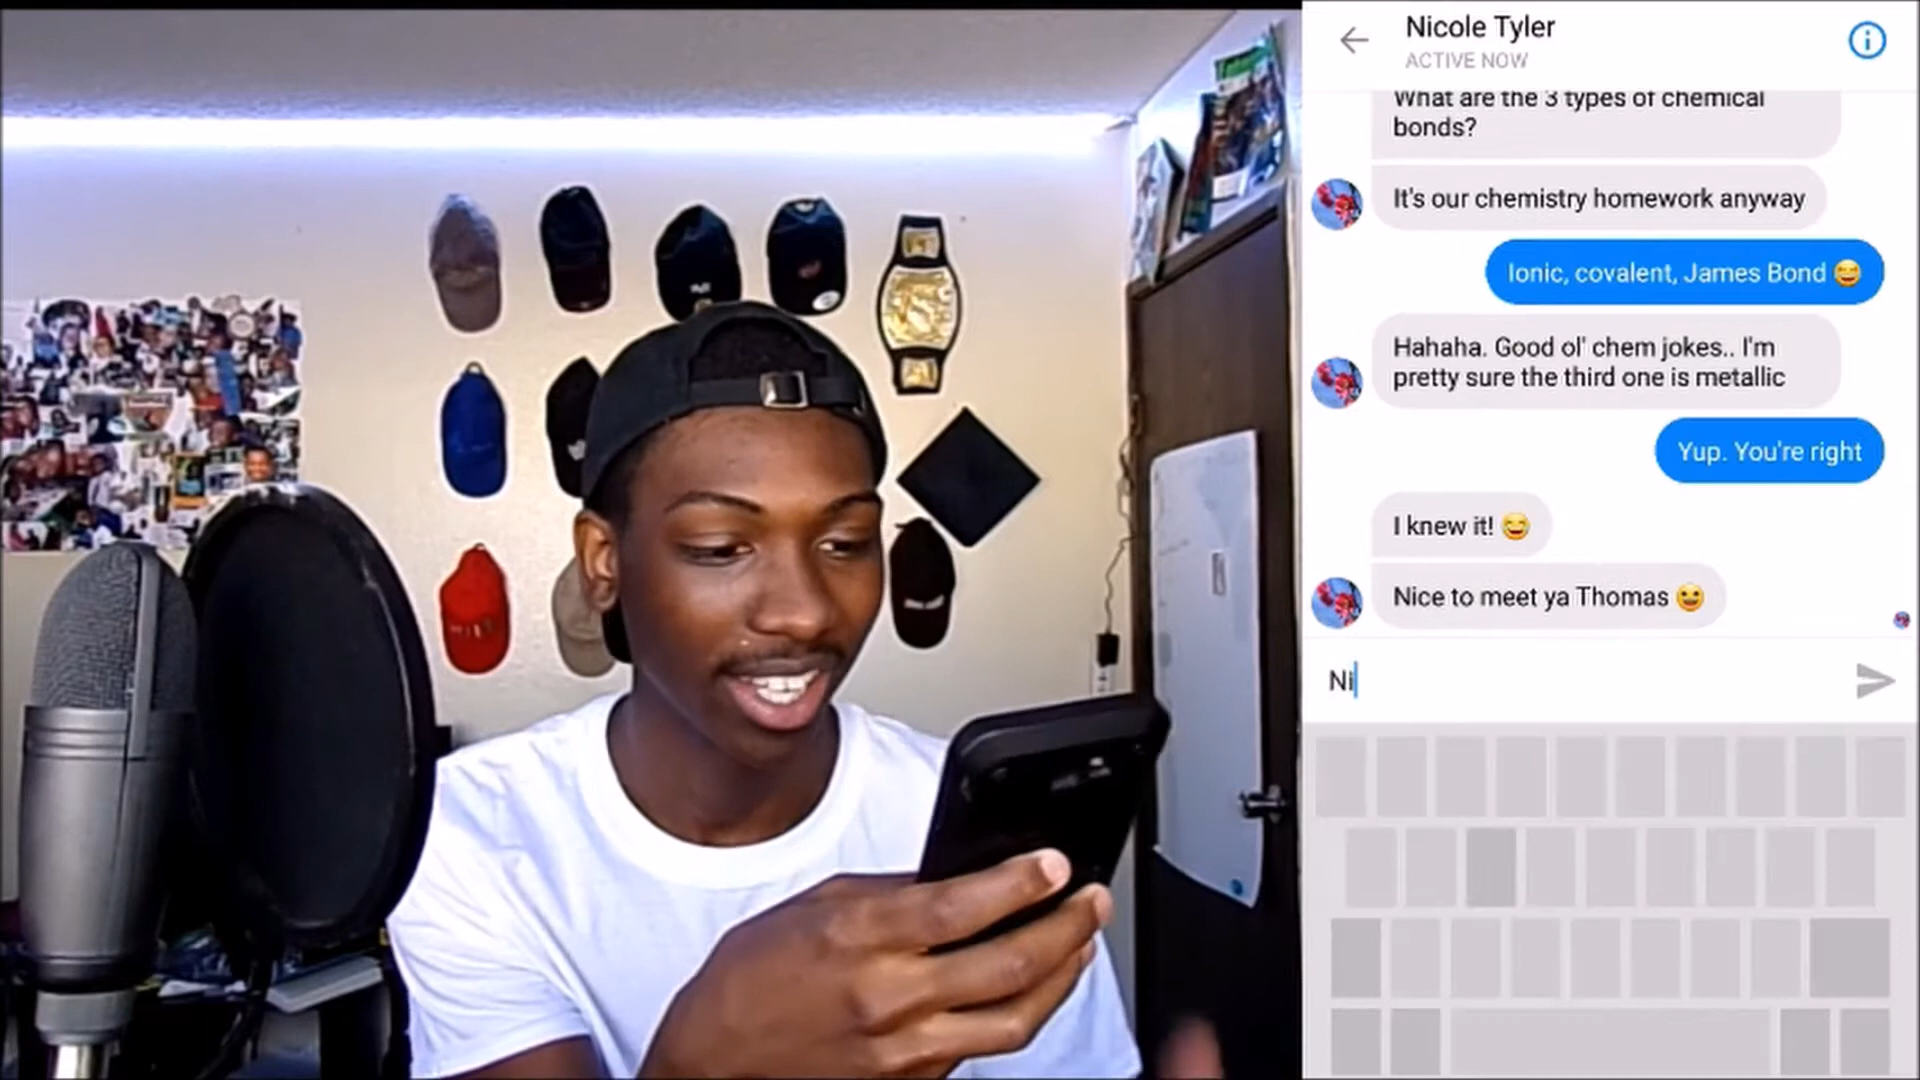 Nicole Tyler
ACTIVE NOW
What are the 3 types of chemical
bonds?
It's our chemistry homework anyway
Ionic, covalent, James Bond 😂
Hahaha. Good ol' chem jokes.. I'm
pretty sure the third one is metallic
Yup. You're right
I knew it! 😂
Nice to meet ya Thomas 😀
Ni